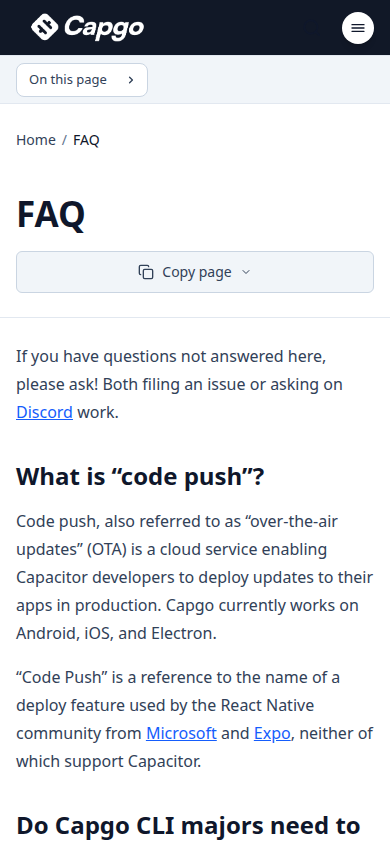 Capgo
On this page
Home / FAQ
FAQ
Copy page
If you have questions not answered here,
please ask! Both filing an issue or asking on
Discord work.
What is “code push”?
Code push, also referred to as “over-the-air
updates” (OTA) is a cloud service enabling
Capacitor developers to deploy updates to their
apps in production. Capgo currently works on
Android, iOS, and Electron.
“Code Push” is a reference to the name of a
deploy feature used by the React Native
community from Microsoft and Expo, neither of
which support Capacitor.
Do Capgo CLI majors need to